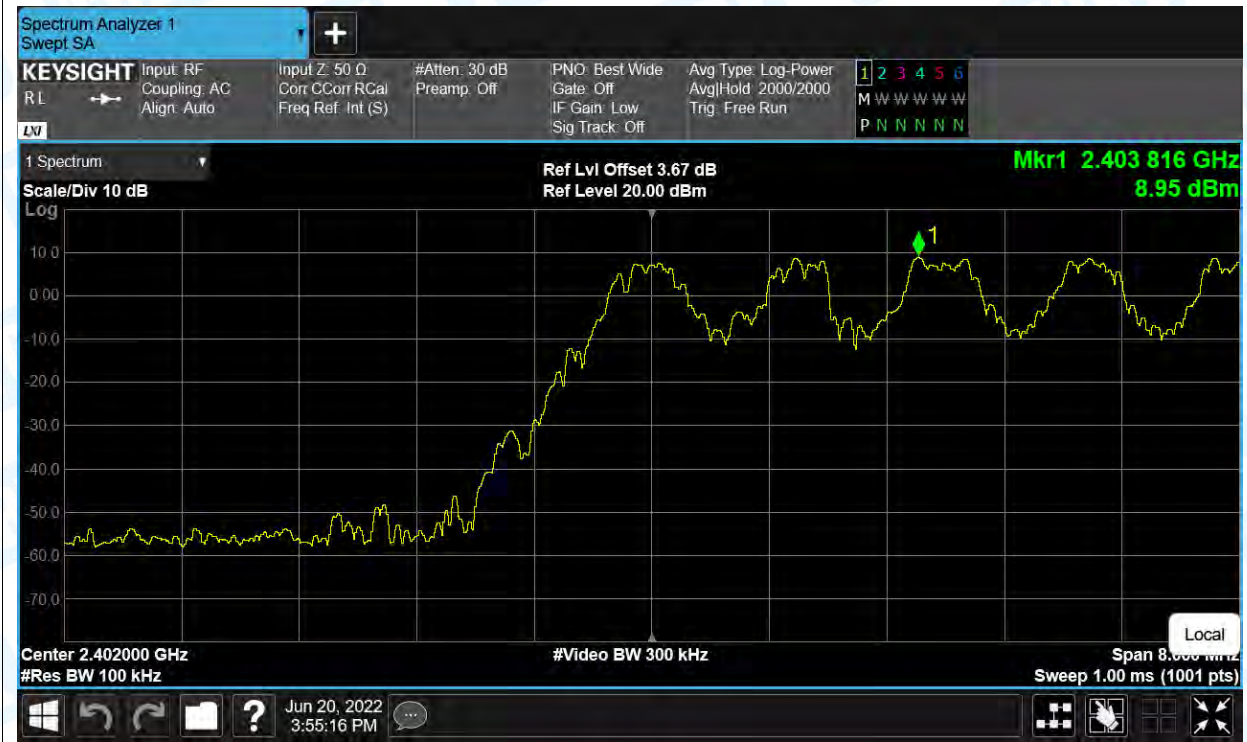 Spectrum Analyzer 1
Swept SA
+
KEYSIGHT
RL
LXI
Input: RF
Coupling: AC
Align: Auto
Input Z: 50 Ω
Corr CCorr RCal
Freq Ref: Int (S)
#Atten: 30 dB
Preamp: Off
PNO: Best Wide
Gate: Off
IF Gain: Low
Sig Track: Off
Avg Type: Log-Power
Avg|Hold: 2000/2000
Trig: Free Run
1 2 3 4 5 6
M W W W W W W
P N N N N N N
1 Spectrum
Scale/Div 10 dB
Log
Ref Lvl Offset 3.67 dB
Ref Level 20.00 dBm
Mkr1 2.403 816 GHz
8.95 dBm
1
10.0
0.00
-10.0
-20.0
-30.0
-40.0
-50.0
-60.0
-70.0
Local
Center 2.402000 GHz
#Res BW 100 kHz
#Video BW 300 kHz
Span 8.000 MHz
Sweep 1.00 ms (1001 pts)
?
Jun 20, 2022
3:55:16 PM